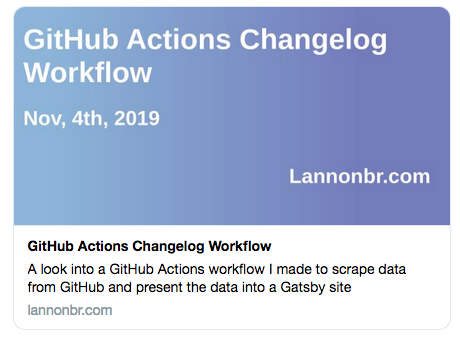 GitHub Actions Changelog
Workflow
Nov, 4th, 2019
Lannonbr.com
GitHub Actions Changelog Workflow
A look into a GitHub Actions workflow I made to scrape data
from GitHub and present the data into a Gatsby site
lannonbr.com